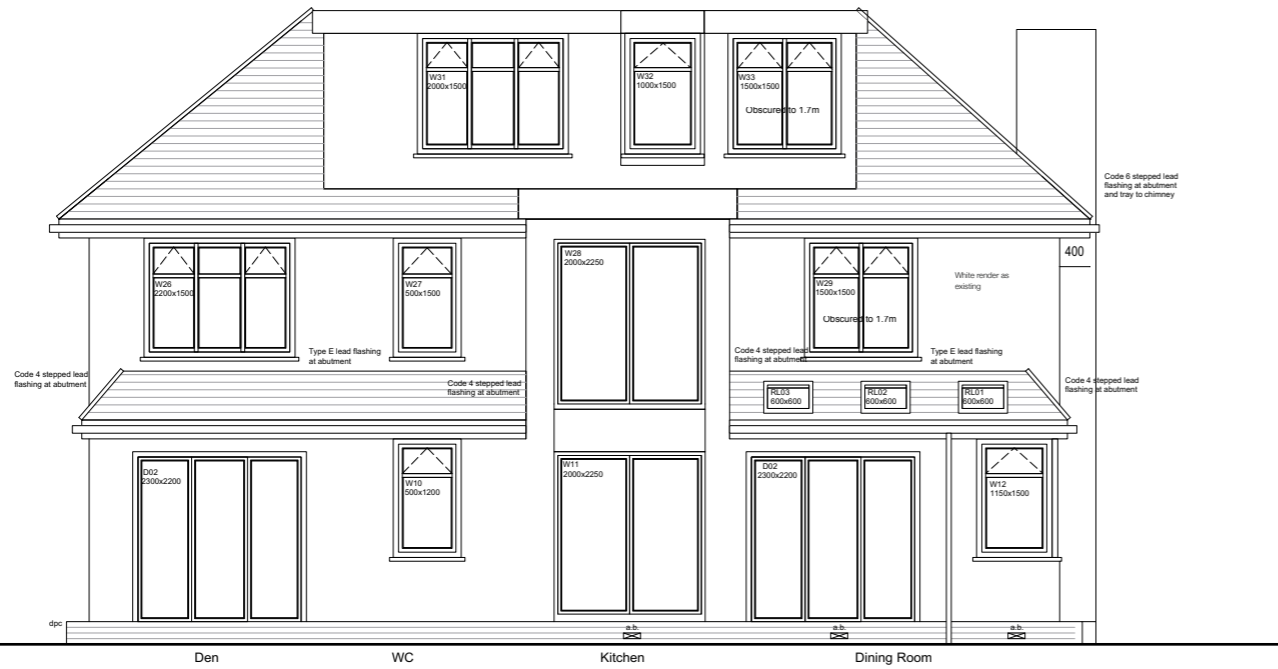 W31
2000x1500
W32
1000x1500
W33
1500x1500
Obscured to 1.7m
Code 6 stepped lead
flashing at abutment
and tray to chimney
W26
2200x1500
W27
500x1500
W28
2000x2250
W29
1500x1500
Obscured to 1.7m
400
White render as
existing
Type E lead flashing
at abutment
Code 4 stepped lead
flashing at abutment
Type E lead flashing
at abutment
Code 4 stepped lead
flashing at abutment
Code 4 stepped lead
flashing at abutment
Code 4 stepped lead
flashing at abutment
RL03
600x600
RL02
600x600
RL01
600x600
D02
2300x2200
W10
500x1200
W11
2000x2250
D02
2300x2200
W12
1150x1500
dpc
a.b.
a.b.
a.b.
Den
WC
Kitchen
Dining Room